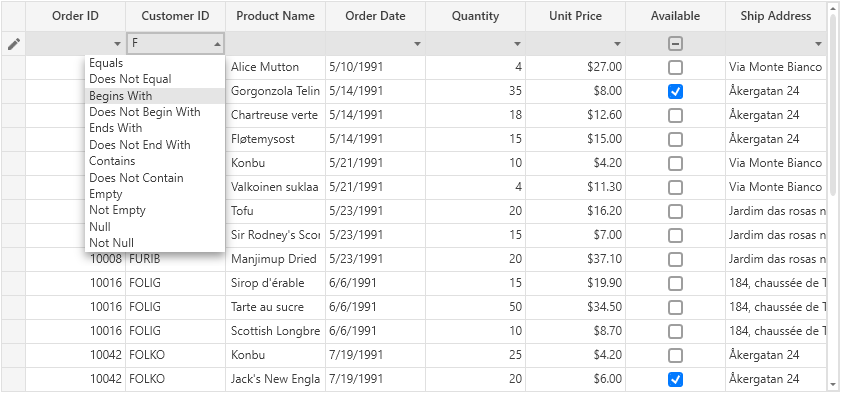 Order ID Customer ID Product Name Order Date Quantity Unit Price Available Ship Address
F
Equals
Does Not Equal
Begins With
Does Not Begin With
Ends With
Does Not End With
Contains
Does Not Contain
Empty
Not Empty
Null
Not Null
Alice Mutton 5/10/1991 4 $27.00 Via Monte Bianco
Gorgonzola Telin 5/14/1991 35 $8.00 Åkergatan 24
Chartreuse verte 5/14/1991 18 $12.60 Åkergatan 24
Fløtemysost 5/14/1991 15 $15.00 Åkergatan 24
Konbu 5/21/1991 10 $4.20 Via Monte Bianco
Valkoinen suklaa 5/21/1991 4 $11.30 Via Monte Bianco
Tofu 5/23/1991 20 $16.20 Jardim das rosas n
Sir Rodney's Scor 5/23/1991 15 $7.00 Jardim das rosas n
10008 FURIB Manjimup Dried 5/23/1991 20 $37.10 Jardim das rosas n
10016 FOLIG Sirop d'érable 6/6/1991 15 $19.90 184, chaussée de T
10016 FOLIG Tarte au sucre 6/6/1991 50 $34.50 184, chaussée de T
10016 FOLIG Scottish Longbre 6/6/1991 10 $8.70 184, chaussée de T
10042 FOLKO Konbu 7/19/1991 25 $4.20 Åkergatan 24
10042 FOLKO Jack's New Engla 7/19/1991 20 $6.00 Åkergatan 24